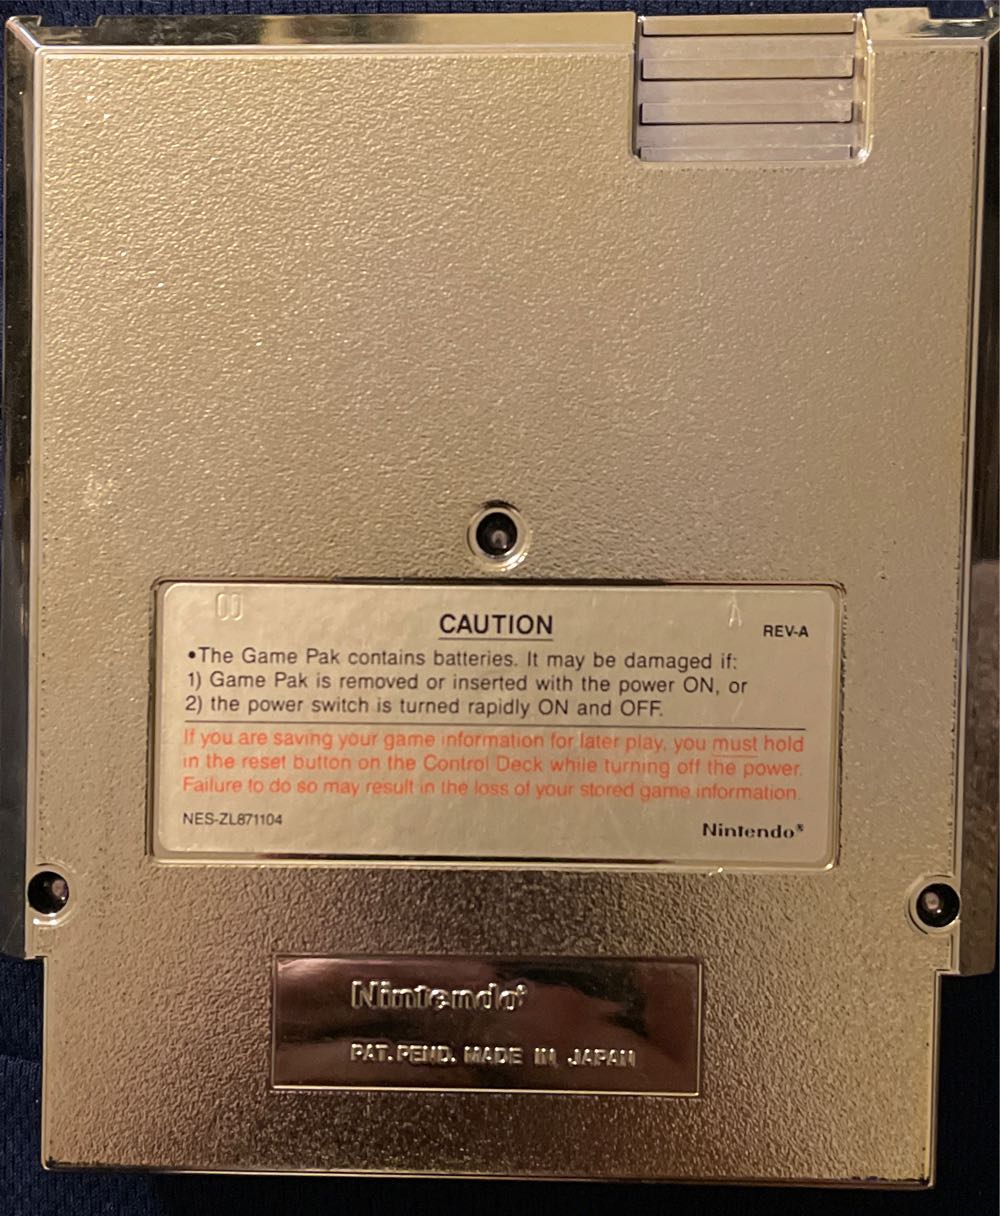 00 A
CAUTION
REV-A
•The Game Pak contains batteries. It may be damaged if:
1) Game Pak is removed or inserted with the power ON, or
2) the power switch is turned rapidly ON and OFF.
If you are saving your game information for later play, you must hold
in the reset button on the Control Deck while turning off the power.
Failure to do so may result in the loss of your stored game information.
NES-ZL871104
Nintendo®
Nintendo®
PAT. PEND. MADE IN JAPAN